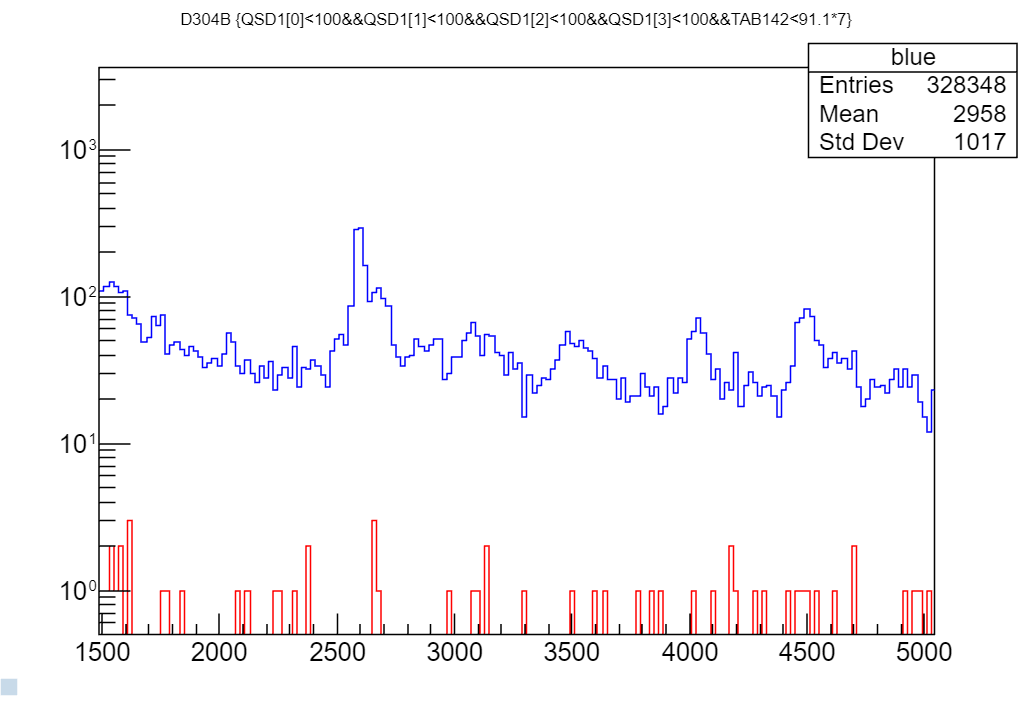 D304B {QSD1[0]<100&&QSD1[1]<100&&QSD1[2]<100&&QSD1[3]<100&&TAB142<91.1*7}
blue
Entries 328348
Mean 2958
Std Dev 1017
10³
10²
10¹
10⁰
1500 2000 2500 3000 3500 4000 4500 5000